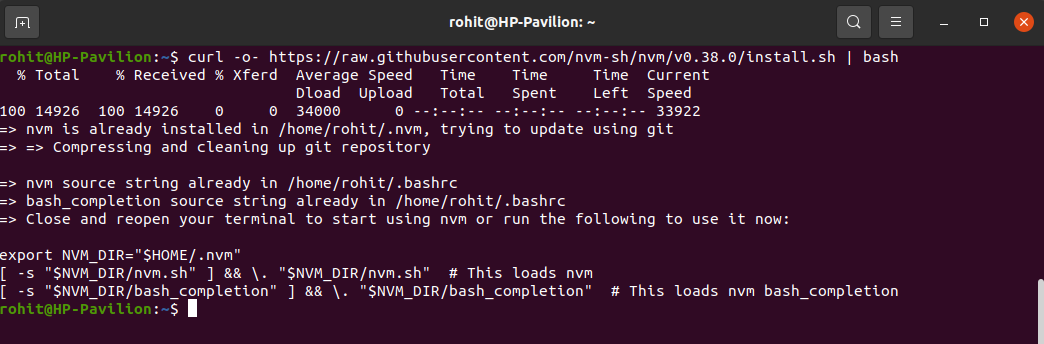 rohit@HP-Pavilion: ~
rohit@HP-Pavilion:~$ curl -o- https://raw.githubusercontent.com/nvm-sh/nvm/v0.38.0/install.sh | bash
  % Total    % Received % Xferd  Average Speed   Time    Time     Time  Current
                                 Dload  Upload   Total   Spent    Left  Speed
100 14926  100 14926    0     0  34000      0 --:--:-- --:--:-- --:--:-- 33922
=> nvm is already installed in /home/rohit/.nvm, trying to update using git
=> => Compressing and cleaning up git repository

=> nvm source string already in /home/rohit/.bashrc
=> bash_completion source string already in /home/rohit/.bashrc
=> Close and reopen your terminal to start using nvm or run the following to use it now:

export NVM_DIR="$HOME/.nvm"
[ -s "$NVM_DIR/nvm.sh" ] && \. "$NVM_DIR/nvm.sh"  # This loads nvm
[ -s "$NVM_DIR/bash_completion" ] && \. "$NVM_DIR/bash_completion"  # This loads nvm bash_completion
rohit@HP-Pavilion:~$